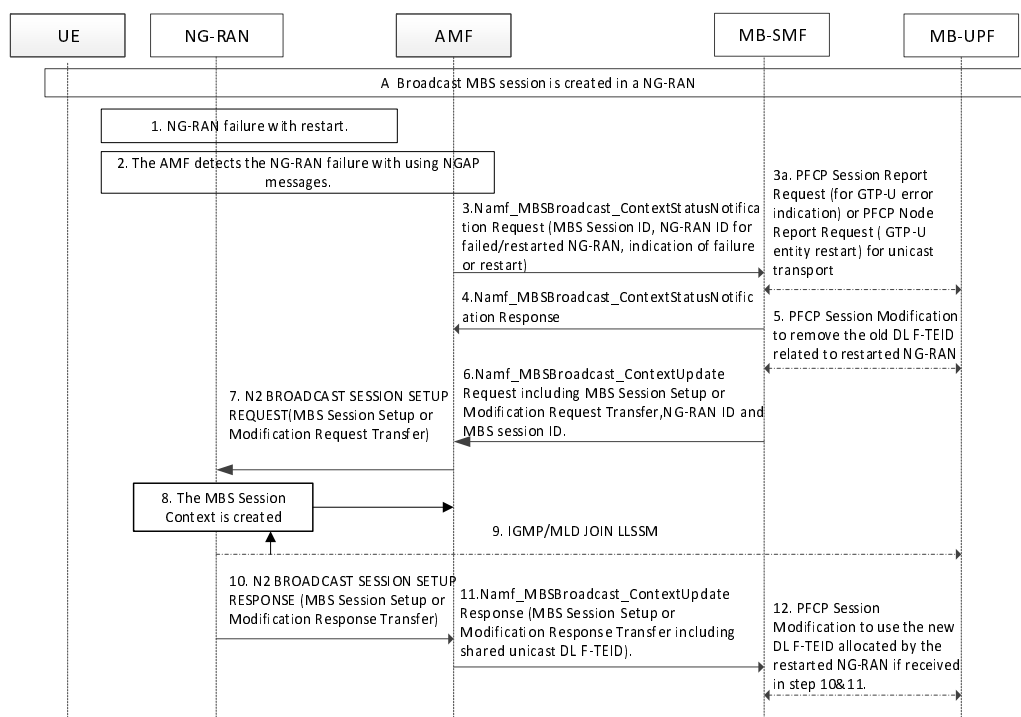 UE
NG-RAN
AMF
MB-SMF
MB-UPF
A Broadcast MBS session is created in a NG-RAN
1. NG-RAN failure with restart.
2. The AMF detects the NG-RAN failure with using NGAP
messages.
3.Namf_MBSBroadcast_ContextStatusNotifica
tion Request (MBS Session ID, NG-RAN ID for
failed/restarted NG-RAN, indication of failure
or restart)
3a. PFCP Session Report
Request (for GTP-U error
indication) or PFCP Node
Report Request ( GTP-U
entity restart) for unicast
transport
4.Namf_MBSBroadcast_ContextStatusNotific
ation Response
5. PFCP Session Modification
to remove the old DL F-TEID
related to restarted NG-RAN
6.Namf_MBSBroadcast_ContextUpdate
Request including MBS Session Setup or
Modification Request Transfer,NG-RAN ID and
MBS session ID.
7. N2 BROADCAST SESSION SETUP
REQUEST(MBS Session Setup or
Modification Request Transfer)
8. The MBS Session
Context is created
9. IGMP/MLD JOIN LLSSM
10. N2 BROADCAST SESSION SETUP
RESPONSE (MBS Session Setup or
Modification Response Transfer)
11.Namf_MBSBroadcast_ContextUpdate
Response (MBS Session Setup or
Modification Response Transfer including
shared unicast DL F-TEID).
12. PFCP Session
Modification to use the new
DL F-TEID allocated by the
restarted NG-RAN if received
in step 10&11.